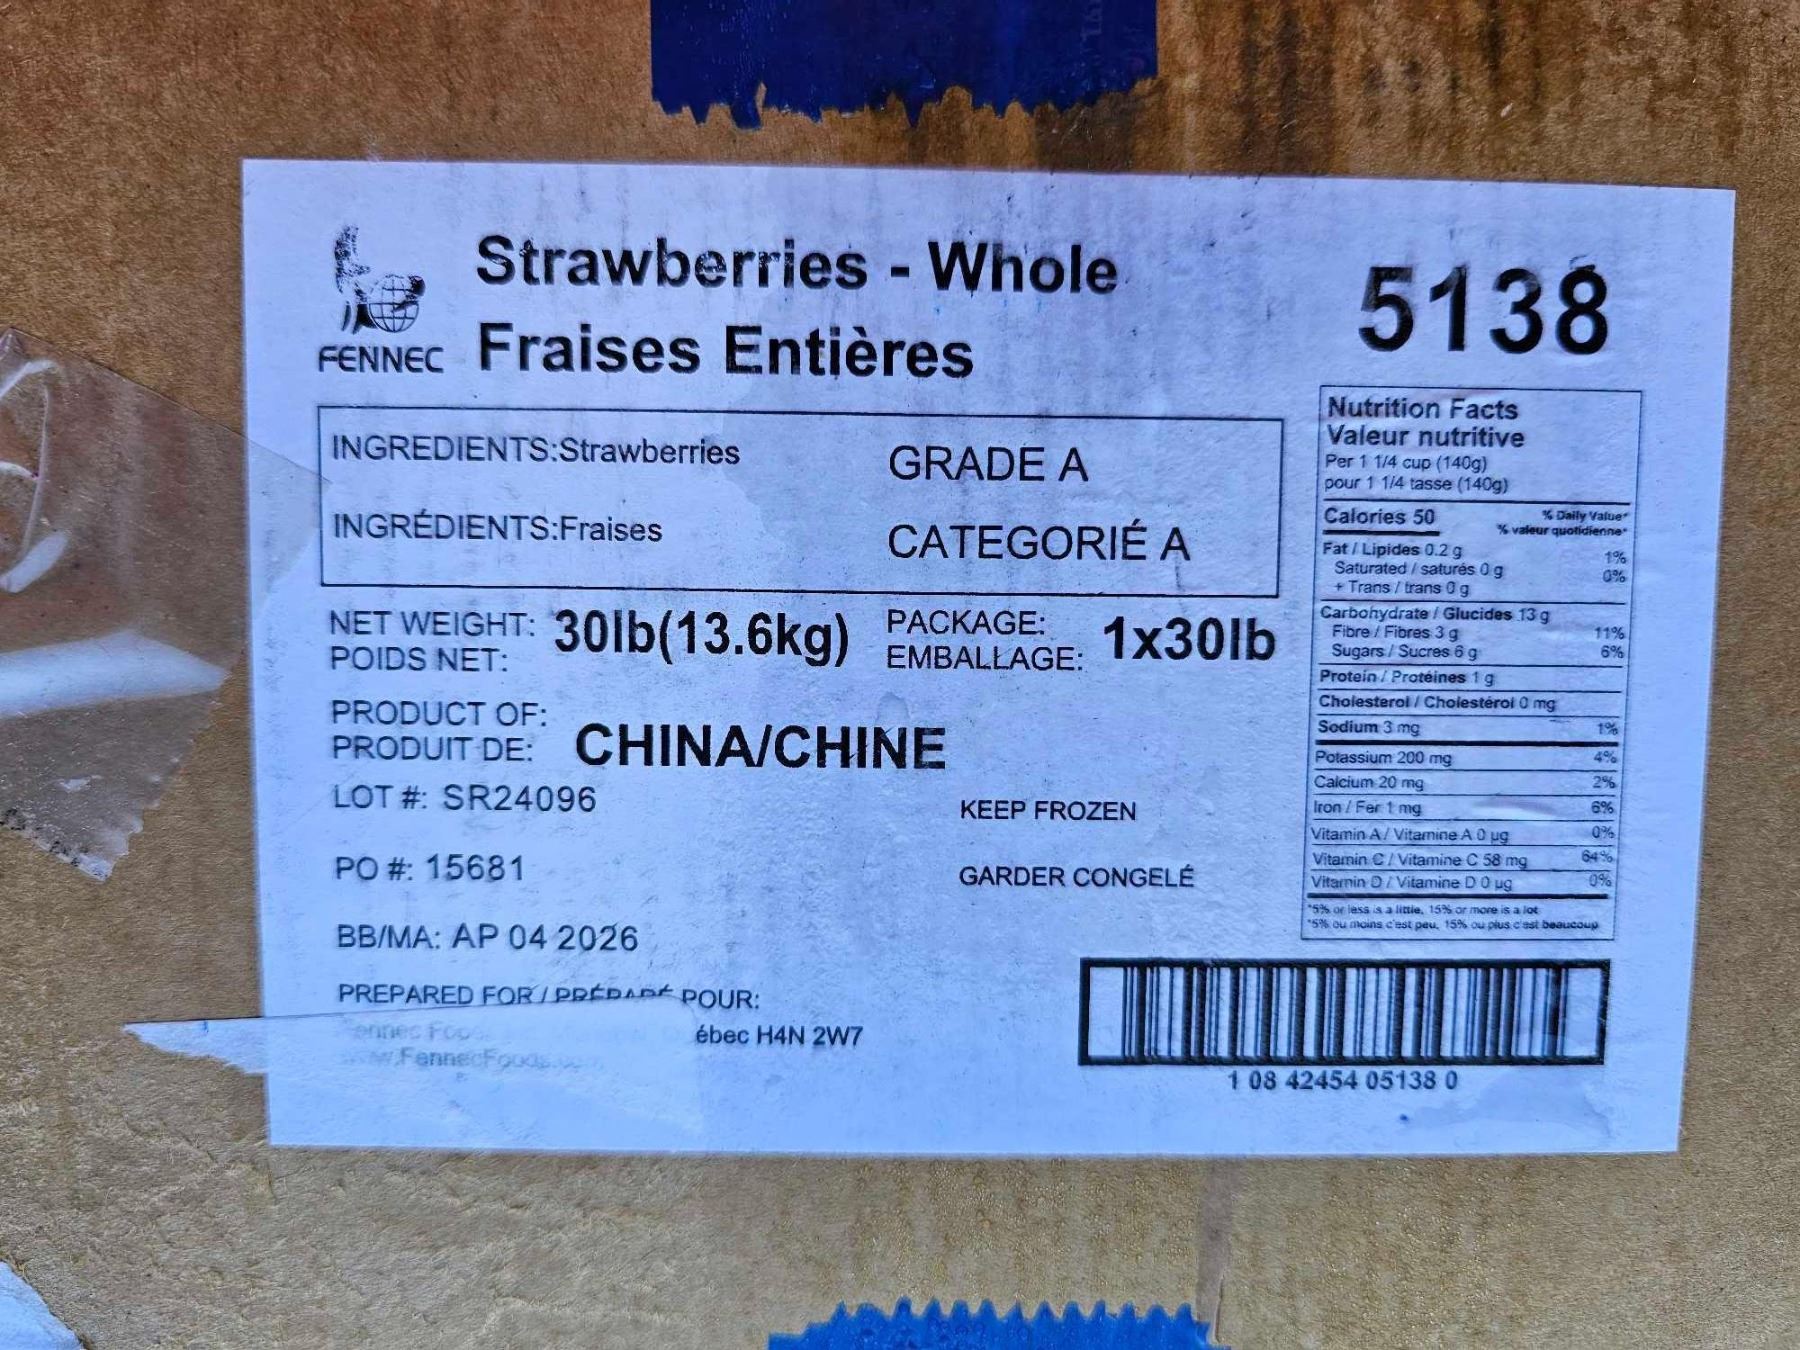 Strawberries - Whole
Fraises Entières
FENNEC
5138
INGREDIENTS:Strawberries
GRADE A
INGRÉDIENTS:Fraises
CATEGORIÉ A
NET WEIGHT:
POIDS NET:
30lb(13.6kg)
PACKAGE:
EMBALLAGE:
1x30lb
PRODUCT OF:
PRODUIT DE:
CHINA/CHINE
LOT #: SR24096
KEEP FROZEN
PO #: 15681
GARDER CONGELÉ
BB/MA: AP 04 2026
PREPARED FOR / PRÉPARÉ POUR:
ébec H4N 2W7
Nutrition Facts
Valeur nutritive
Per 1 1/4 cup (140g)
pour 1 1/4 tasse (140g)
Calories 50
% Daily Value*
% valeur quotidienne*
Fat / Lipides 0.2 g 1%
Saturated / saturés 0 g 0%
+ Trans / trans 0 g
Carbohydrate / Glucides 13 g
Fibre / Fibres 3 g 11%
Sugars / Sucres 6 g 6%
Protein / Protéines 1 g
Cholesterol / Cholestérol 0 mg
Sodium 3 mg 1%
Potassium 200 mg 4%
Calcium 20 mg 2%
Iron / Fer 1 mg 6%
Vitamin A / Vitamine A 0 µg 0%
Vitamin C / Vitamine C 58 mg 64%
Vitamin D / Vitamine D 0 µg 0%
*5% or less is a little, 15% or more is a lot
*5% ou moins c'est peu, 15% ou plus c'est beaucoup
1 08 42454 05138 0